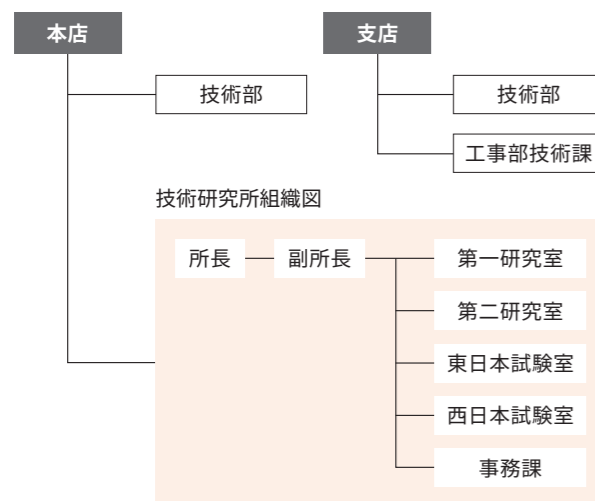 本店
支店
技術部
技術部
工事部技術課
技術研究所組織図
所長
副所長
第一研究室
第二研究室
東日本試験室
西日本試験室
事務課